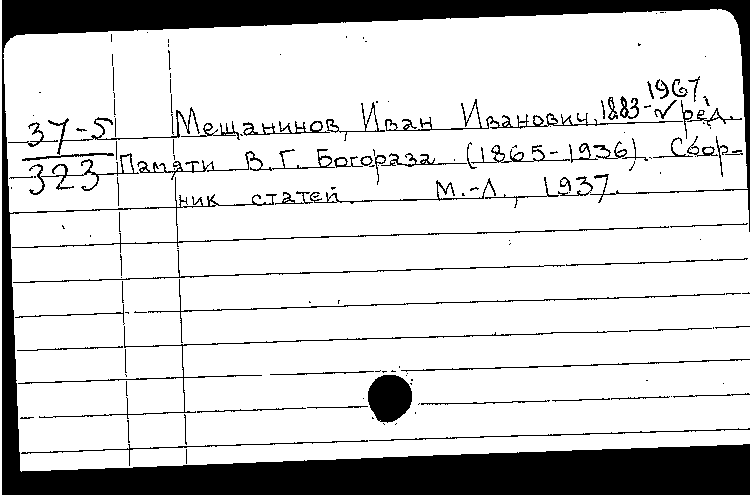 1967
37-5 Мещанинов, Иван Иванович, 1883- ред.
323 Памяти В.Г. Богораза (1865-1936). Сбор-
ник статей. М.-Л., 1937.